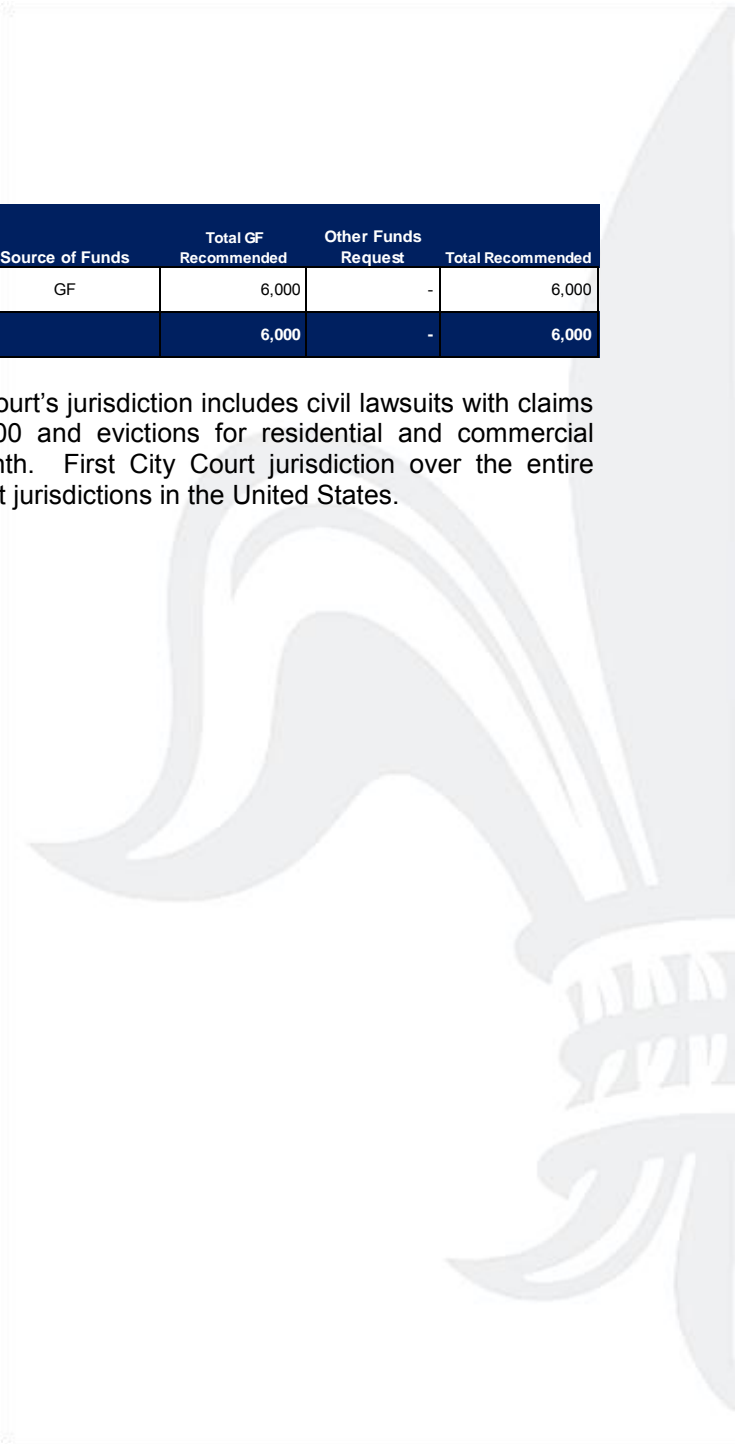 Source of Funds Total GF Recommended Other Funds Request Total Recommended
GF 6,000 - 6,000
6,000 - 6,000
ourt's jurisdiction includes civil lawsuits with claims
00 and evictions for residential and commercial
nth. First City Court jurisdiction over the entire
t jurisdictions in the United States.